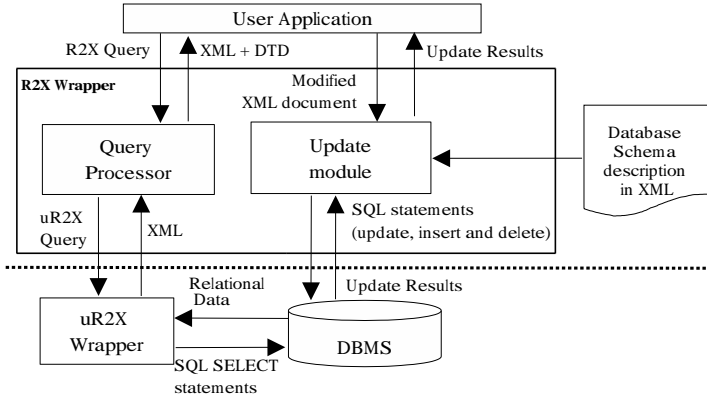 User Application
R2X Query
XML + DTD
Update Results
R2X Wrapper
Modified
XML document
Query
Processor
Update
module
Database
Schema
description
in XML
uR2X
Query
XML
SQL statements
(update, insert and delete)
Relational
Data
Update Results
uR2X
Wrapper
DBMS
SQL SELECT
statements